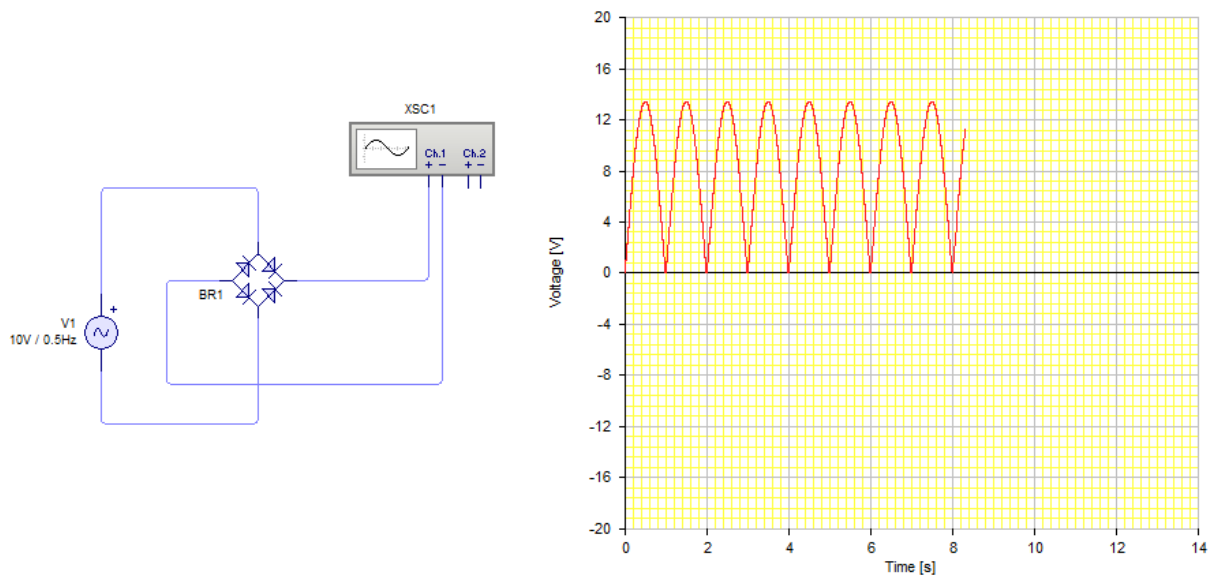 XSC1
Ch.1 Ch.2
+ − + −
BR1
+
V1
10V / 0.5Hz
20
16
12
8
4
0
-4
-8
-12
-16
-20
Voltage [V]
0 2 4 6 8 10 12 14
Time [s]